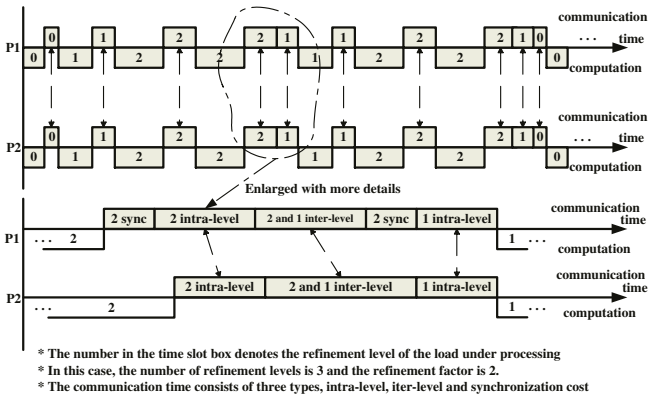 communication
0 1 2 2 1 1 2 2 1 0 ... time
P1
0 1 2 2 1 2 2 0 computation
communication
0 1 2 2 1 1 2 2 1 0 ... time
P2
0 1 2 2 1 2 2 0 computation
Enlarged with more details
communication
2 sync 2 intra-level 2 and 1 inter-level 2 sync 1 intra-level time
P1
... 2 1 ... computation
communication
2 intra-level 2 and 1 inter-level 1 intra-level time
P2
... 2 1 ... computation
* The number in the time slot box denotes the refinement level of the load under processing
* In this case, the number of refinement levels is 3 and the refinement factor is 2.
* The communication time consists of three types, intra-level, iter-level and synchronization cost